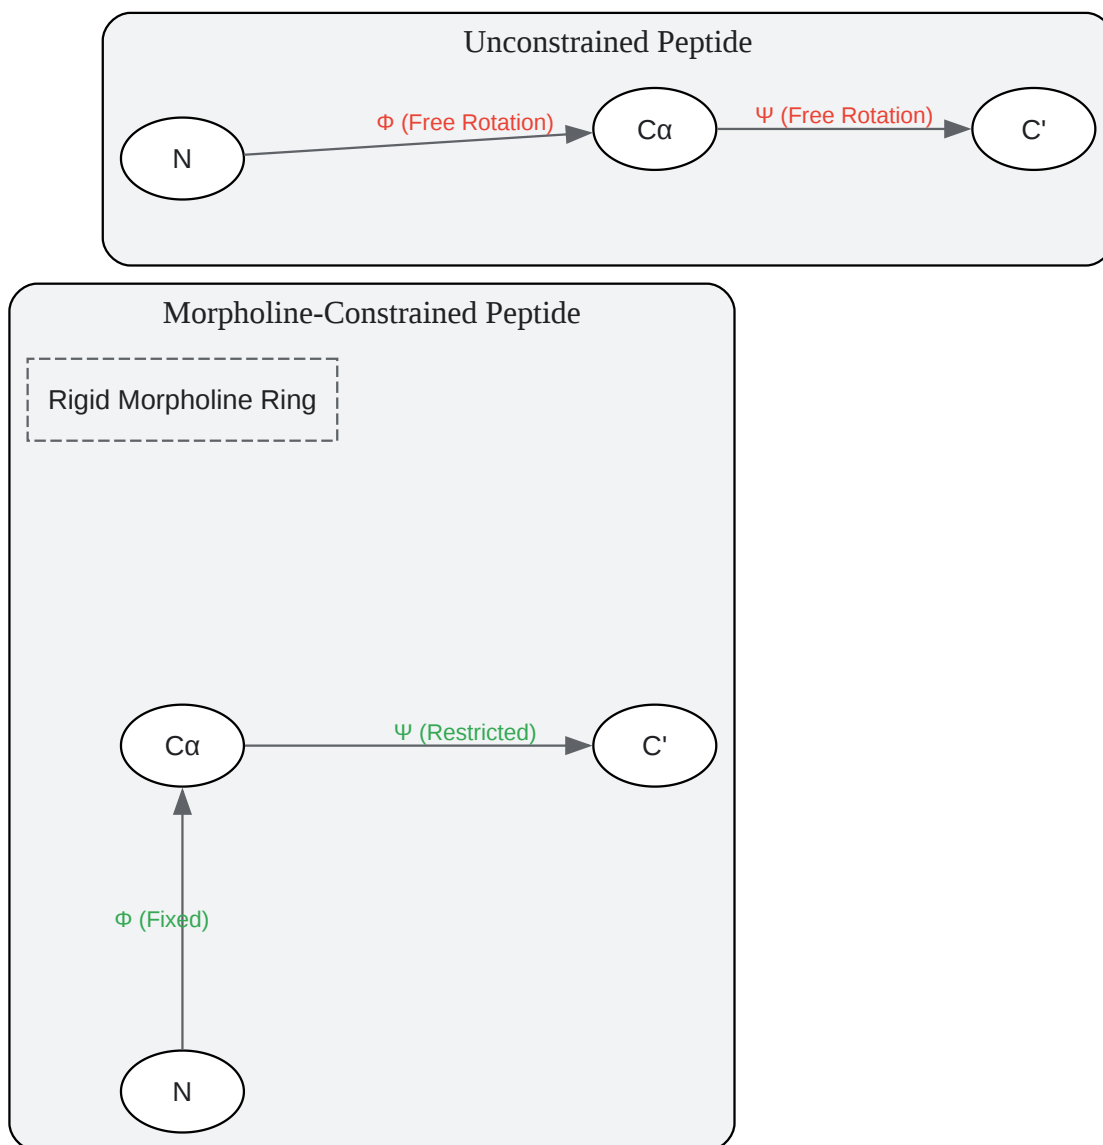 Unconstrained Peptide
N
Φ (Free Rotation)
Cα
Ψ (Free Rotation)
C'
Morpholine-Constrained Peptide
Rigid Morpholine Ring
Cα
Ψ (Restricted)
C'
Φ (Fixed)
N